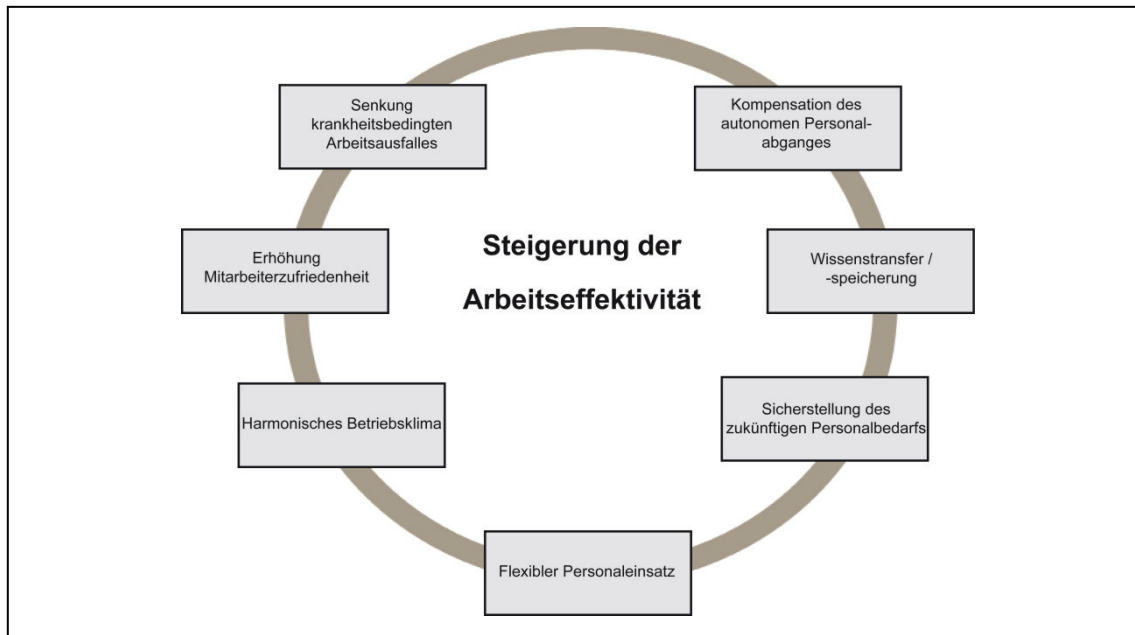 Senkung
krankheitsbedingten
Arbeitsausfalles
Kompensation des
autonomen Personal-
abganges
Erhöhung
Mitarbeiterzufriedenheit
Steigerung der
Arbeitseffektivität
Wissenstransfer /
-speicherung
Harmonisches Betriebsklima
Sicherstellung des
zukünftigen Personalbedarfs
Flexibler Personaleinsatz